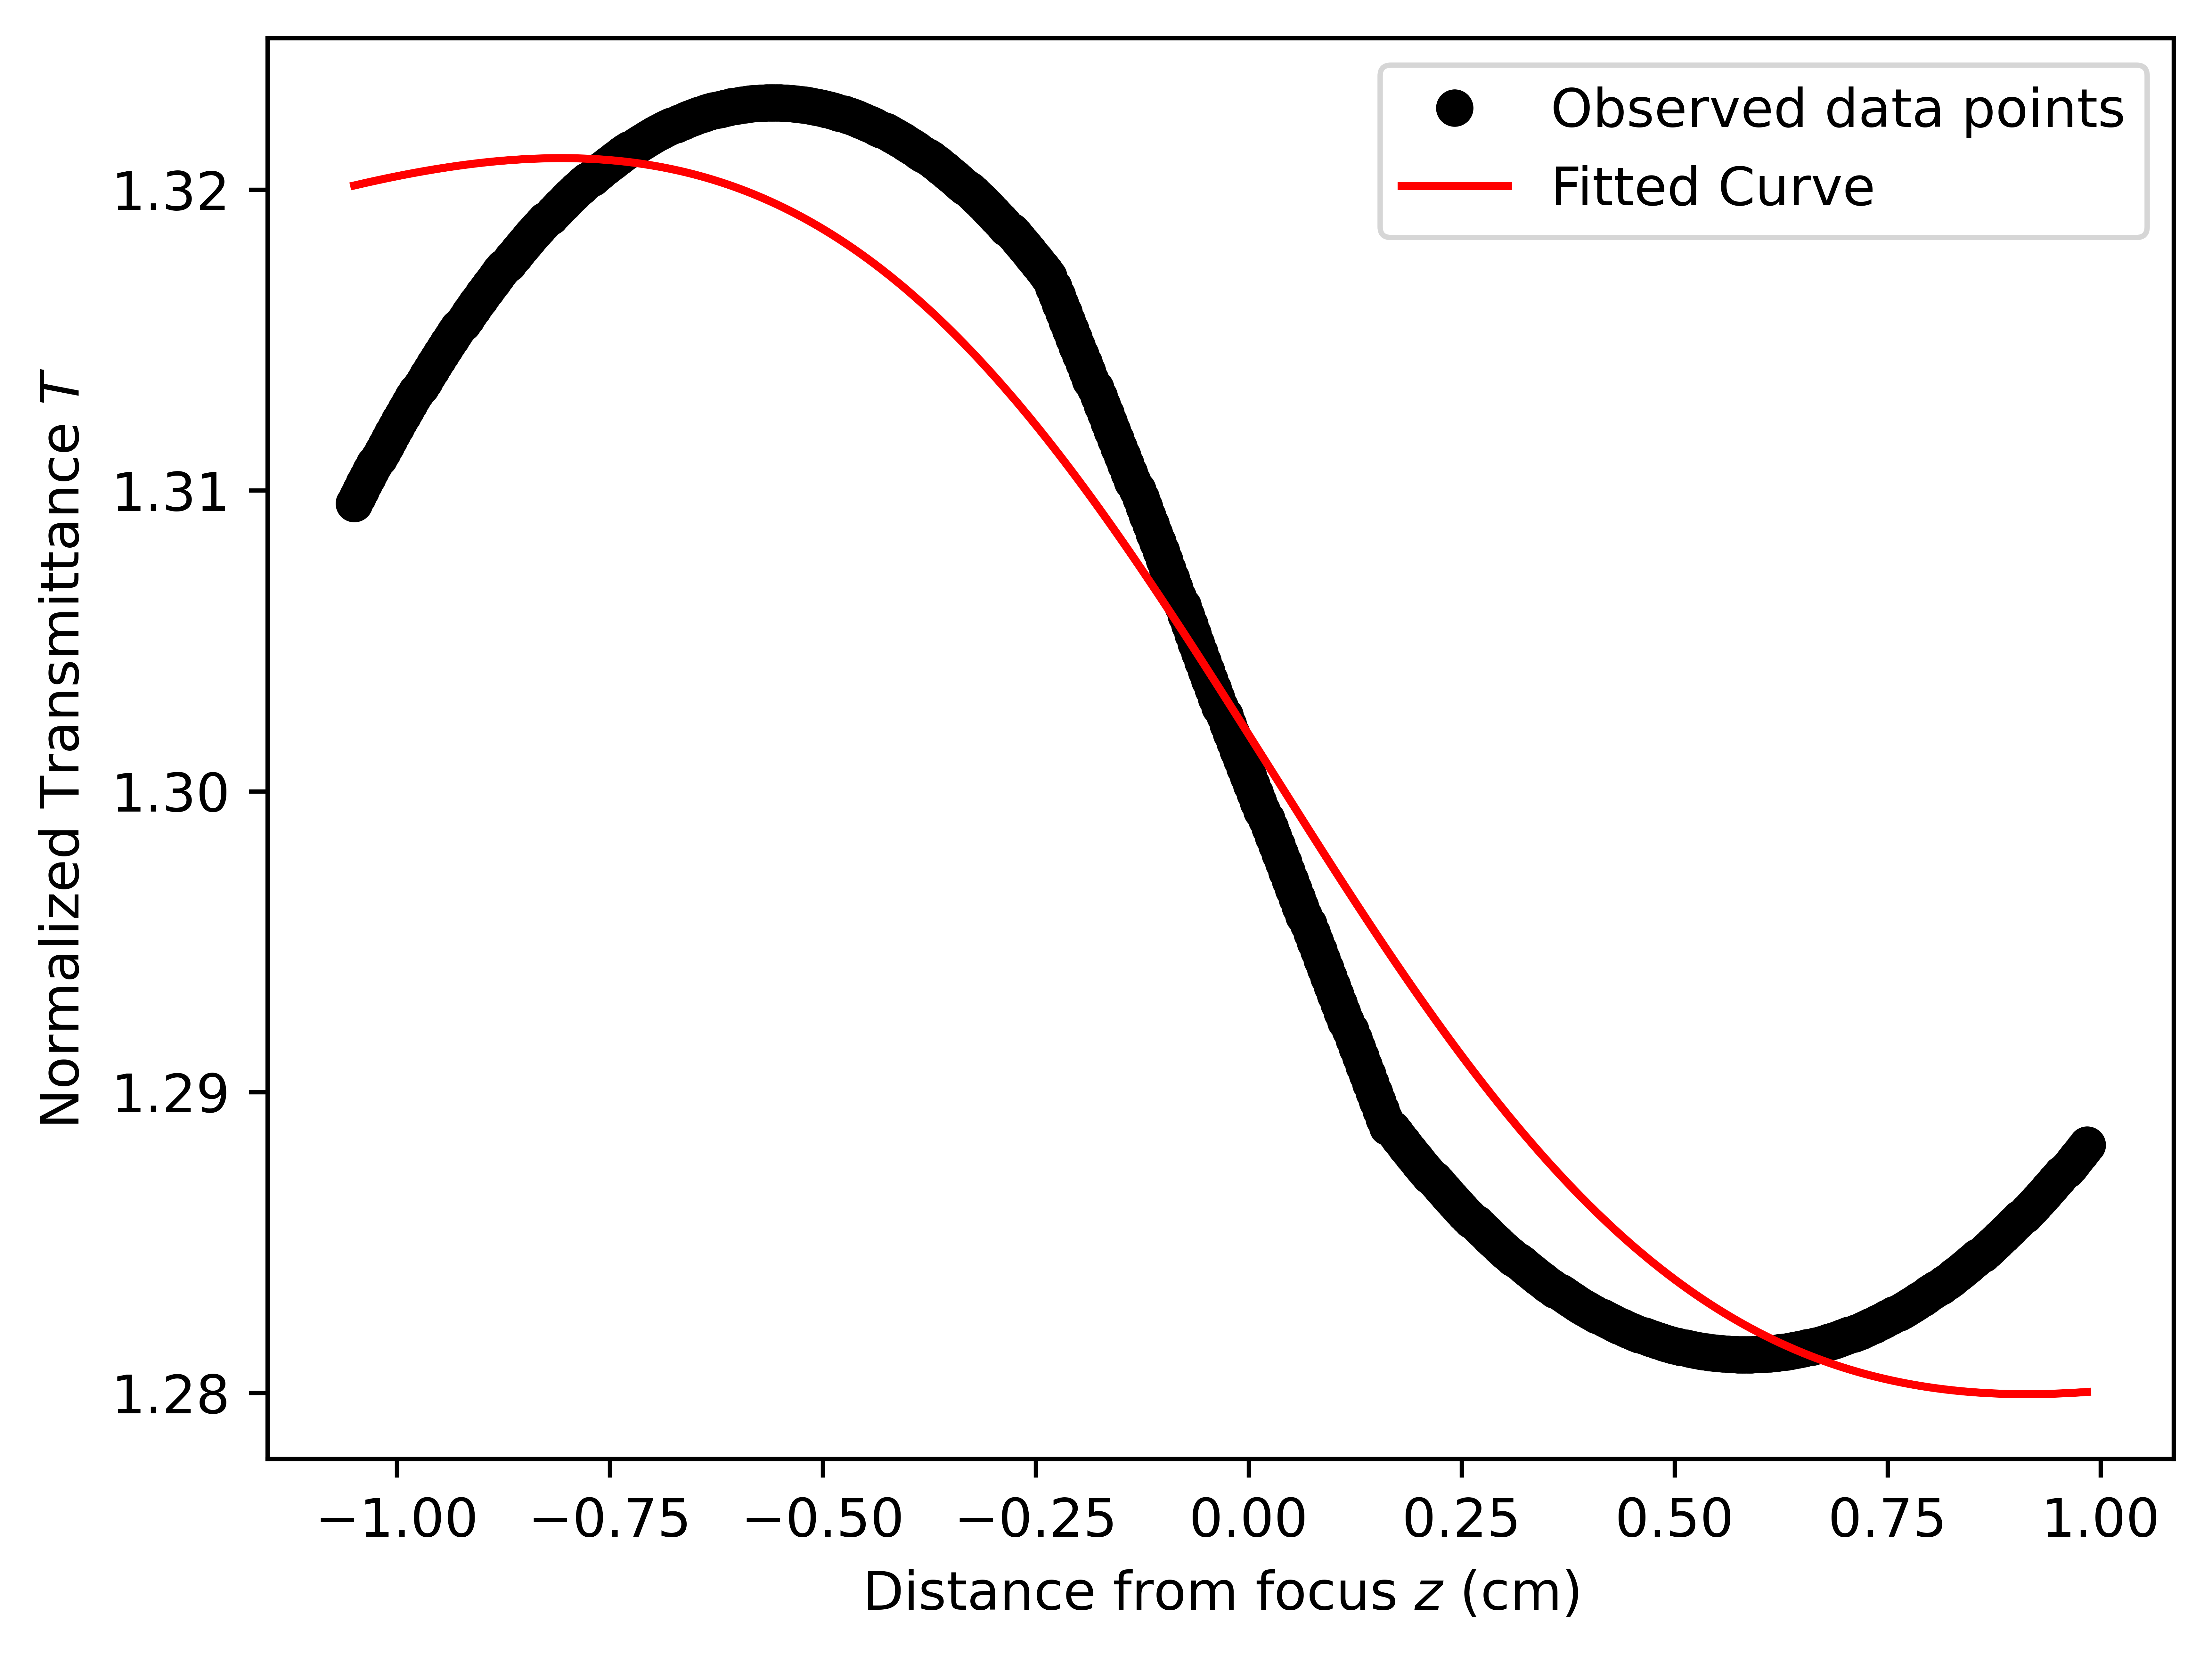 Observed data points
Fitted Curve
Normalized Transmittance T
1.32
1.31
1.30
1.29
1.28
−1.00 −0.75 −0.50 −0.25 0.00 0.25 0.50 0.75 1.00
Distance from focus z (cm)